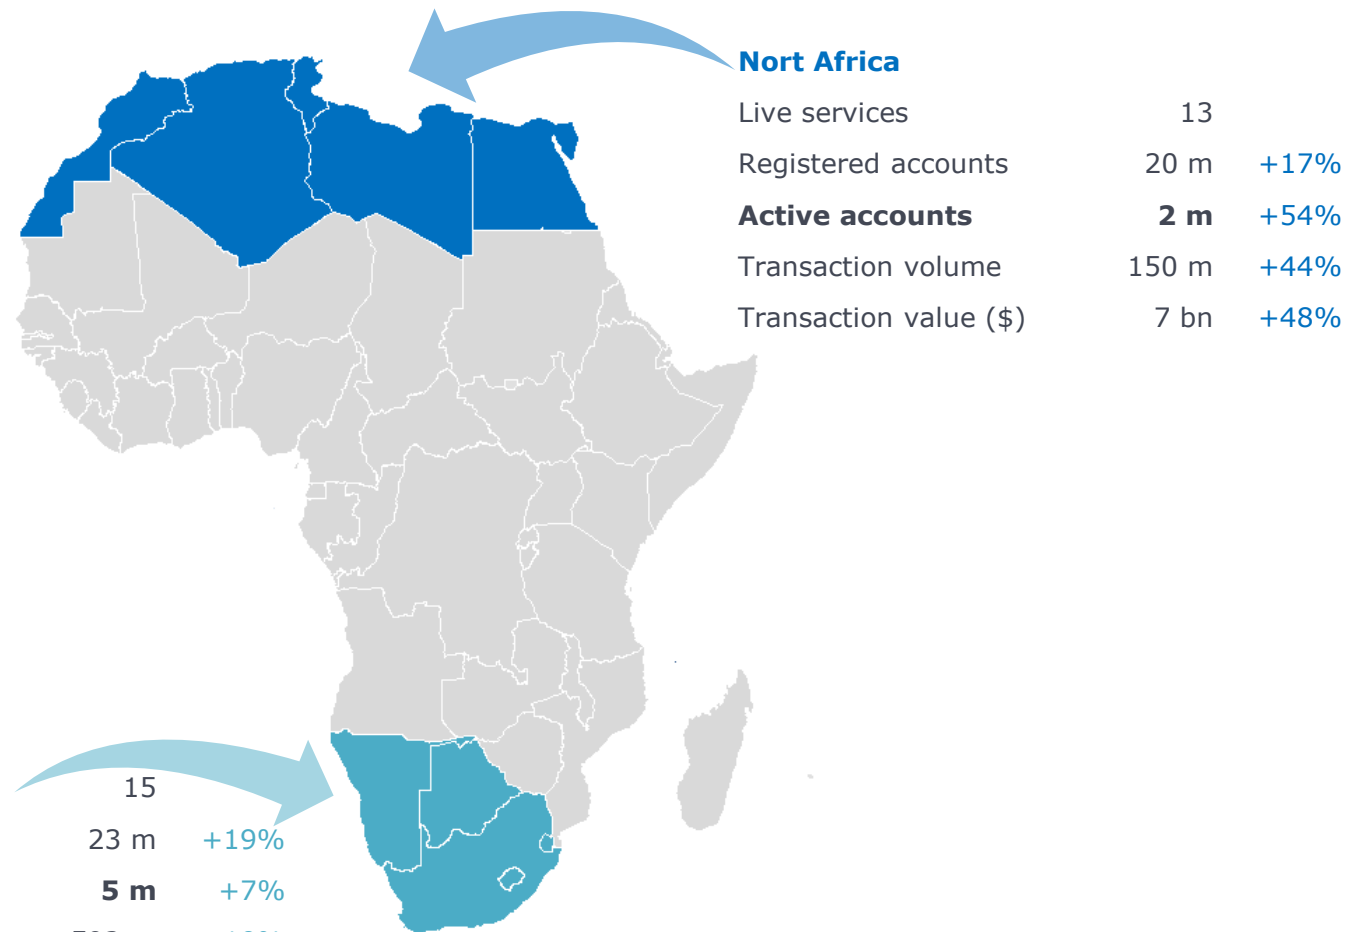 Nort Africa
Live services 13
Registered accounts 20 m +17%
Active accounts 2 m +54%
Transaction volume 150 m +44%
Transaction value ($) 7 bn +48%
15
23 m +19%
5 m +7%